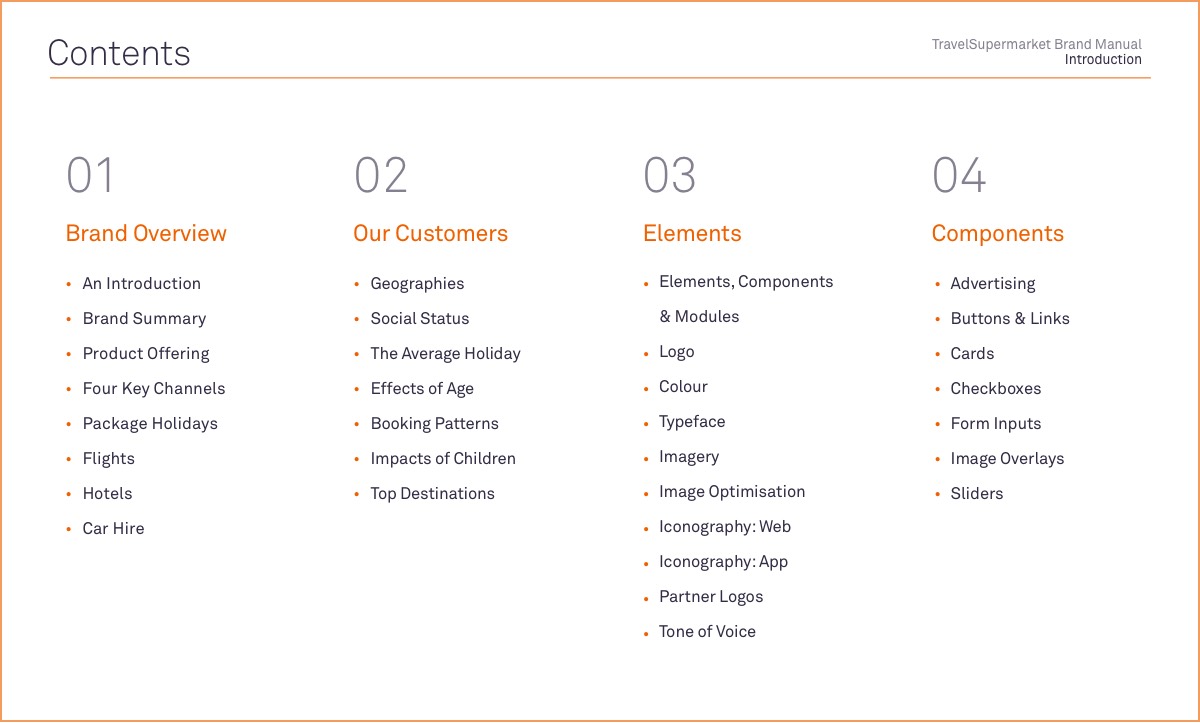 Contents
TravelSupermarket Brand Manual
Introduction
01
Brand Overview
• An Introduction
• Brand Summary
• Product Offering
• Four Key Channels
• Package Holidays
• Flights
• Hotels
• Car Hire
02
Our Customers
• Geographies
• Social Status
• The Average Holiday
• Effects of Age
• Booking Patterns
• Impacts of Children
• Top Destinations
03
Elements
• Elements, Components
& Modules
• Logo
• Colour
• Typeface
• Imagery
• Image Optimisation
• Iconography: Web
• Iconography: App
• Partner Logos
• Tone of Voice
04
Components
• Advertising
• Buttons & Links
• Cards
• Checkboxes
• Form Inputs
• Image Overlays
• Sliders